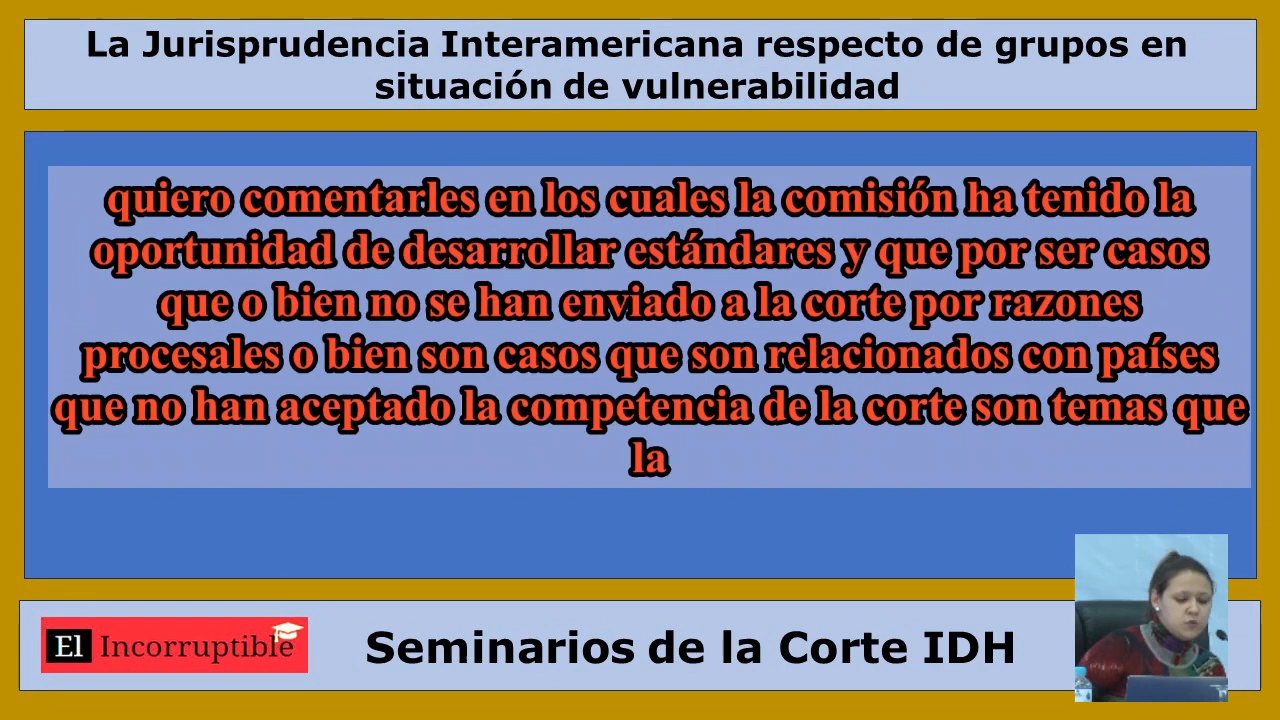 La Jurisprudencia Interamericana respecto de grupos en
situación de vulnerabilidad
quiero comentarles en los cuales la comisión ha tenido la
oportunidad de desarrollar estándares y que por ser casos
que o bien no se han enviado a la corte por razones
procesales o bien son casos que son relacionados con países
que no han aceptado la competencia de la corte son temas que
la
El Incorruptible
Seminarios de la Corte IDH